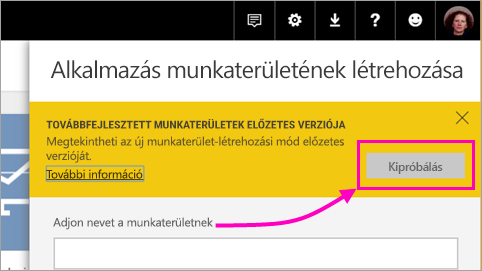 Alkalmazás munkaterületének létrehozása
TOVÁBBFEJLESZTETT MUNKATERÜLETEK ELŐZETES VERZIÓJA
Megtekintheti az új munkaterület-létrehozási mód előzetes
verzióját.
További információ
Kipróbálás
Adjon nevet a munkaterületnek